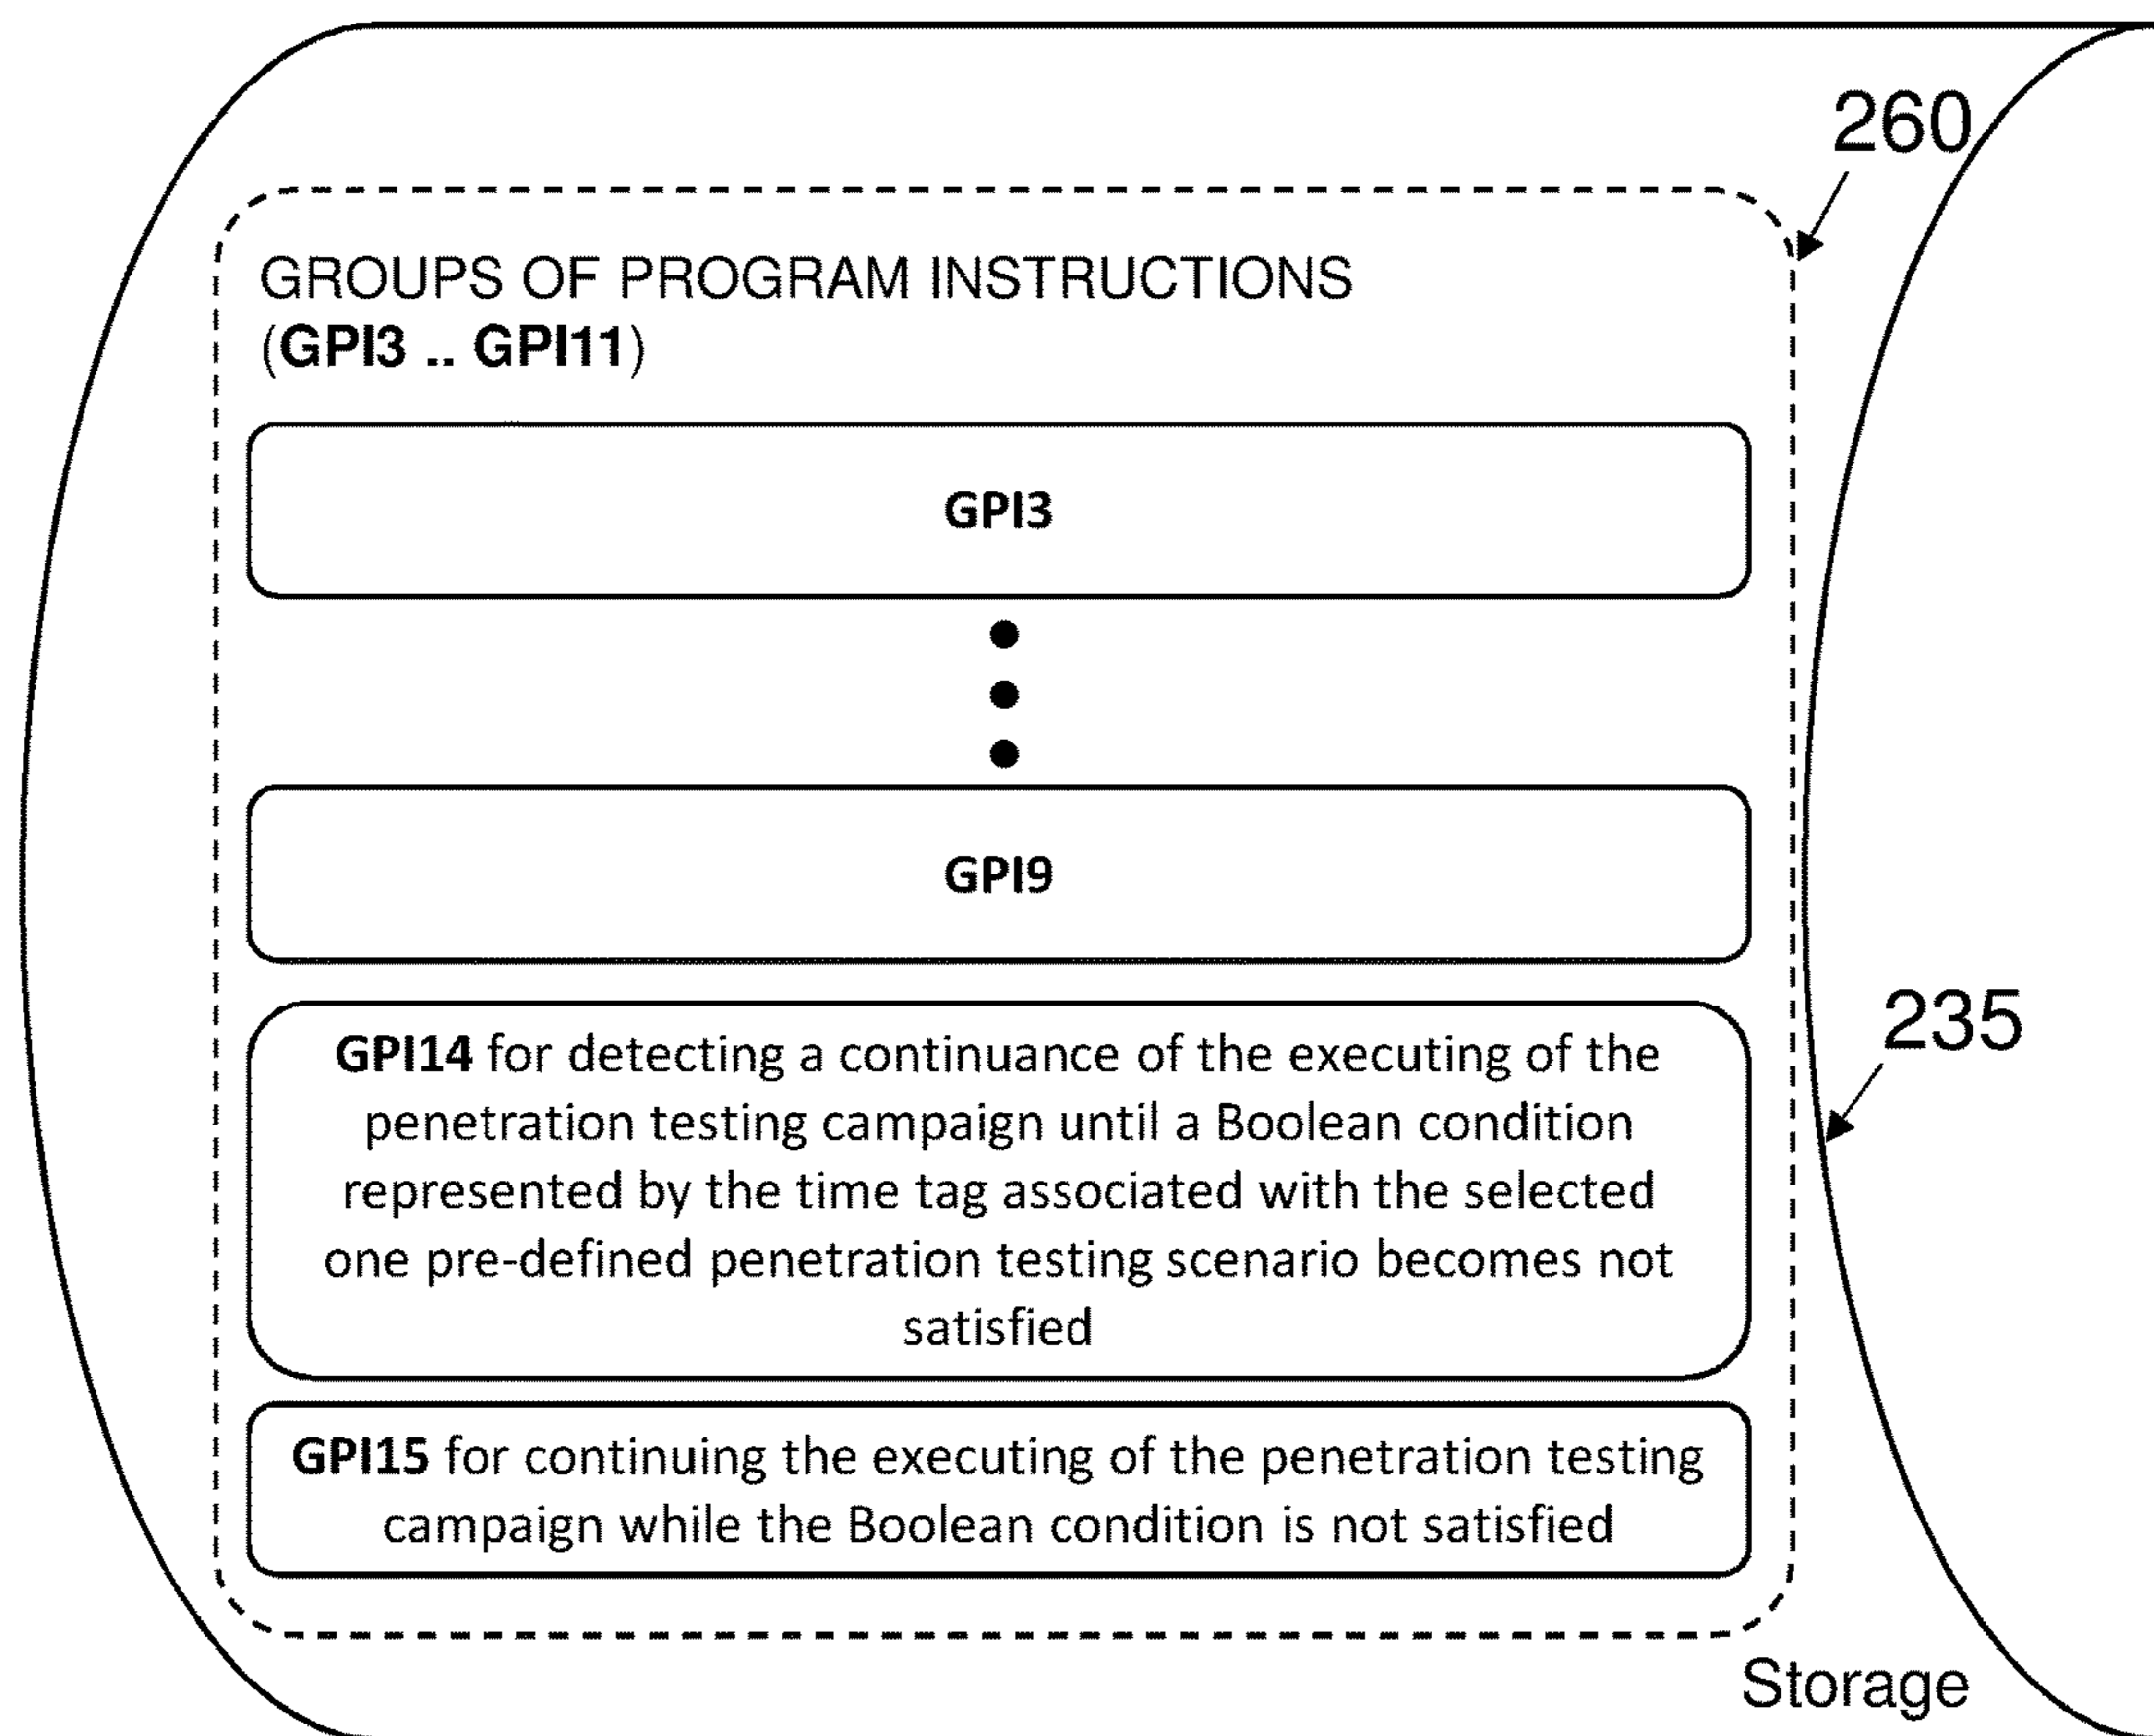 260
GROUPS OF PROGRAM INSTRUCTIONS
(GPI3 .. GPI11)
GPI3
GPI9
235
GPI14 for detecting a continuance of the executing of the
penetration testing campaign until a Boolean condition
represented by the time tag associated with the selected
one pre-defined penetration testing scenario becomes not
satisfied
GPI15 for continuing the executing of the penetration testing
campaign while the Boolean condition is not satisfied
Storage